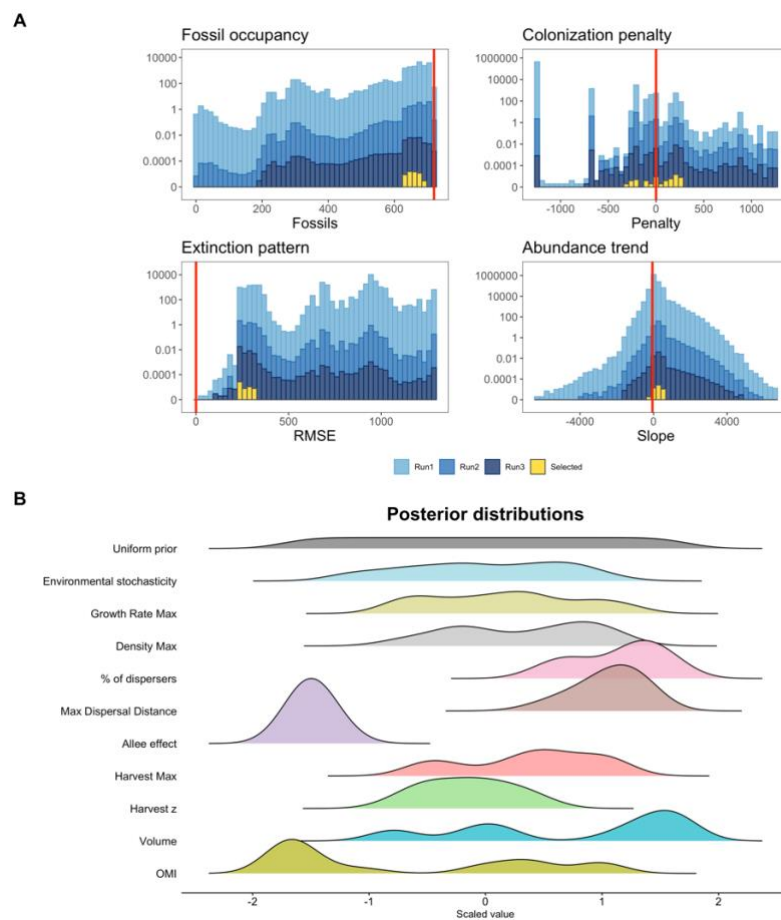 A
Fossil occupancy
10000
100
1
0.01
0.0001
0
0 200 400 600
Fossils
Colonization penalty
1000000
10000
100
1
0.01
0.0001
0
-1000 -500 0 500 1000
Penalty
Extinction pattern
10000
100
1
0.01
0.0001
0
0 500 1000
RMSE
Abundance trend
1000000
10000
100
1
0.01
0.0001
0
-4000 0 4000
Slope
Run1 Run2 Run3 Selected
B
Posterior distributions
Uniform prior
Environmental stochasticity
Growth Rate Max
Density Max
% of dispersers
Max Dispersal Distance
Allee effect
Harvest Max
Harvest z
Volume
OMI
-2 -1 0 1 2
Scaled value